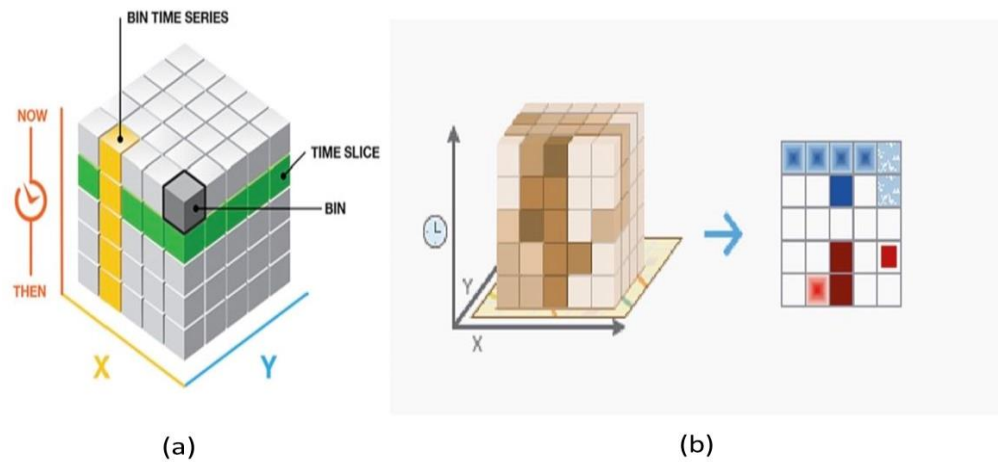 BIN TIME SERIES
NOW
TIME SLICE
BIN
THEN
X
Y
Y
X
(a)
(b)